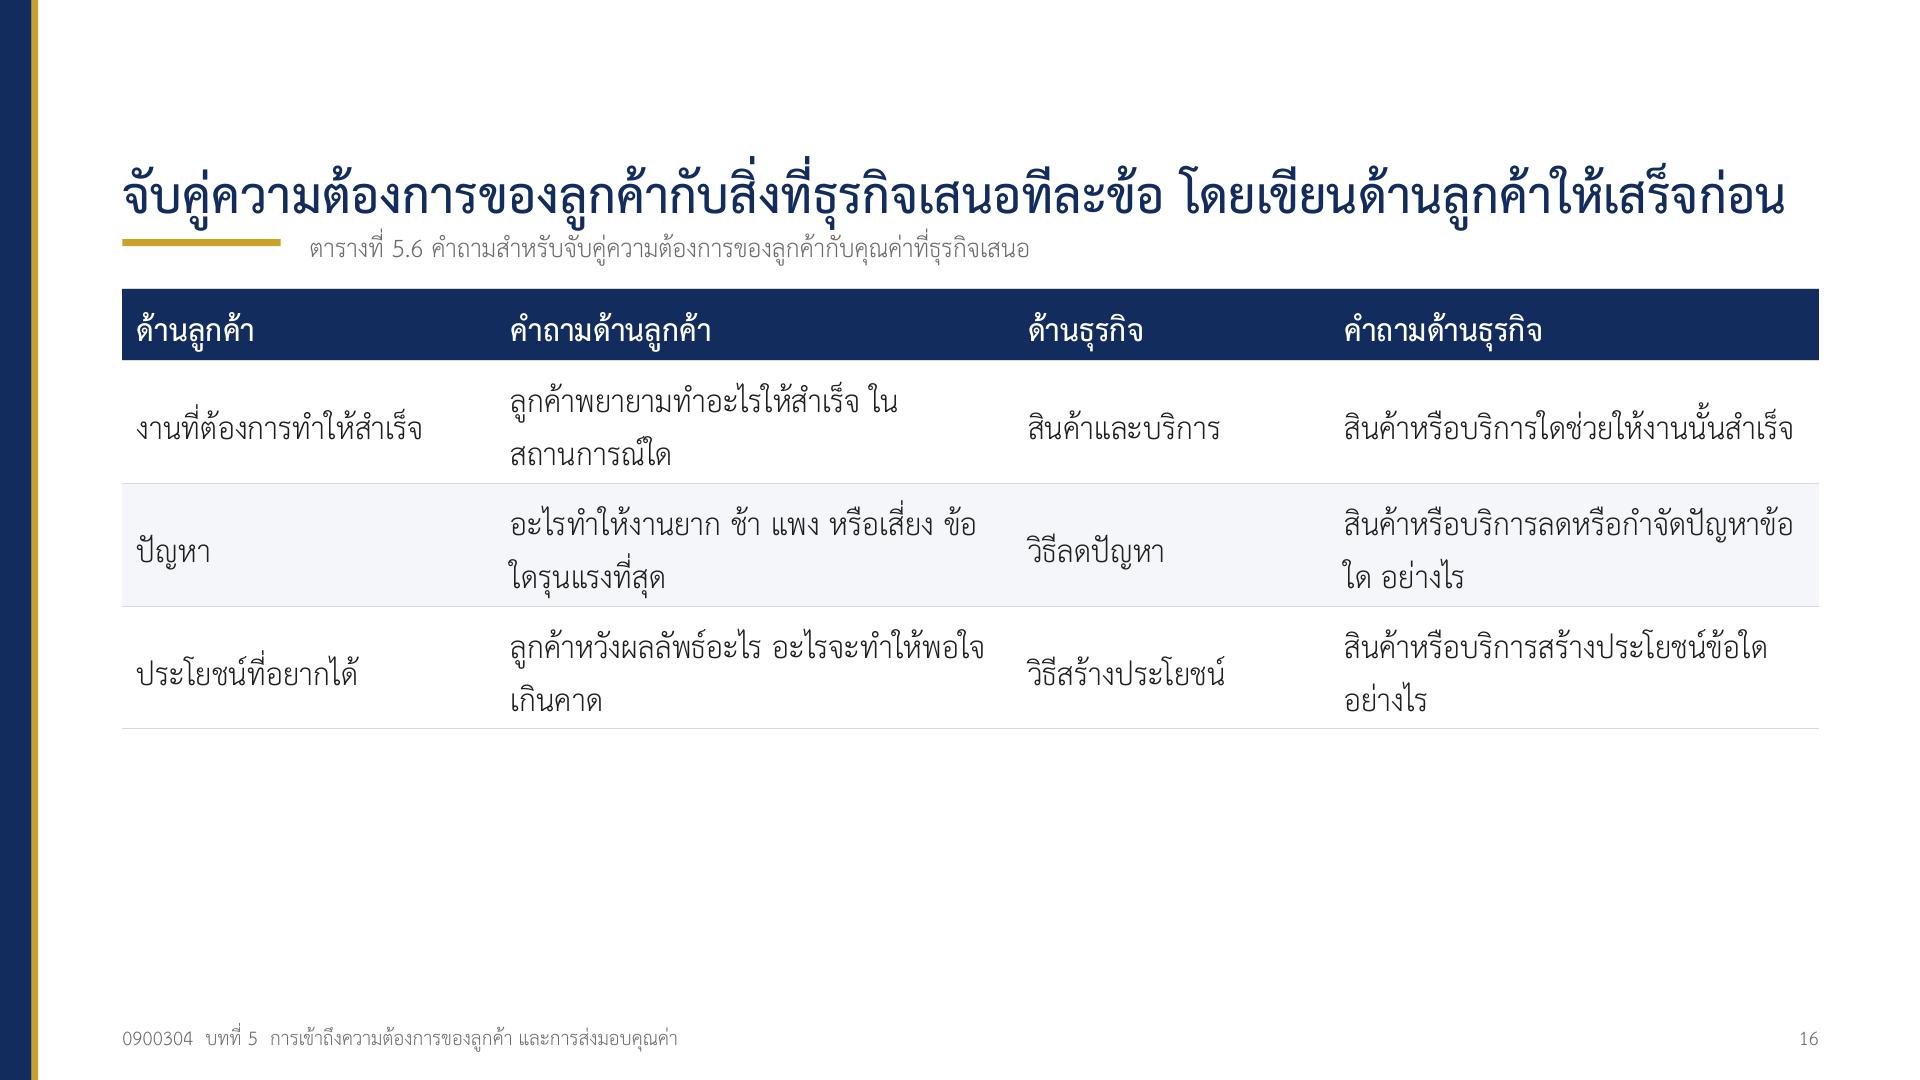 จับคู่ความต้องการของลูกค้ากับสิ่งที่ธุรกิจเสนอทีละข้อ โดยเขียนด้านลูกค้าให้เสร็จก่อน
ตารางที่ 5.6 คำถามสำหรับจับคู่ความต้องการของลูกค้ากับคุณค่าที่ธุรกิจเสนอ
ด้านลูกค้า คำถามด้านลูกค้า ด้านธุรกิจ คำถามด้านธุรกิจ
งานที่ต้องการทำให้สำเร็จ
ลูกค้าพยายามทำอะไรให้สำเร็จ ใน
สถานการณ์ใด
สินค้าและบริการ
สินค้าหรือบริการใดช่วยให้งานนั้นสำเร็จ
ปัญหา
อะไรทำให้งานยาก ช้า แพง หรือเสี่ยง ข้อ
ใดรุนแรงที่สุด
วิธีลดปัญหา
สินค้าหรือบริการลดหรือกำจัดปัญหาข้อ
ใด อย่างไร
ประโยชน์ที่อยากได้
ลูกค้าหวังผลลัพธ์อะไร อะไรจะทำให้พอใจ
เกินคาด
วิธีสร้างประโยชน์
สินค้าหรือบริการสร้างประโยชน์ข้อใด
อย่างไร
0900304 บทที่ 5 การเข้าถึงความต้องการของลูกค้า และการส่งมอบคุณค่า
16